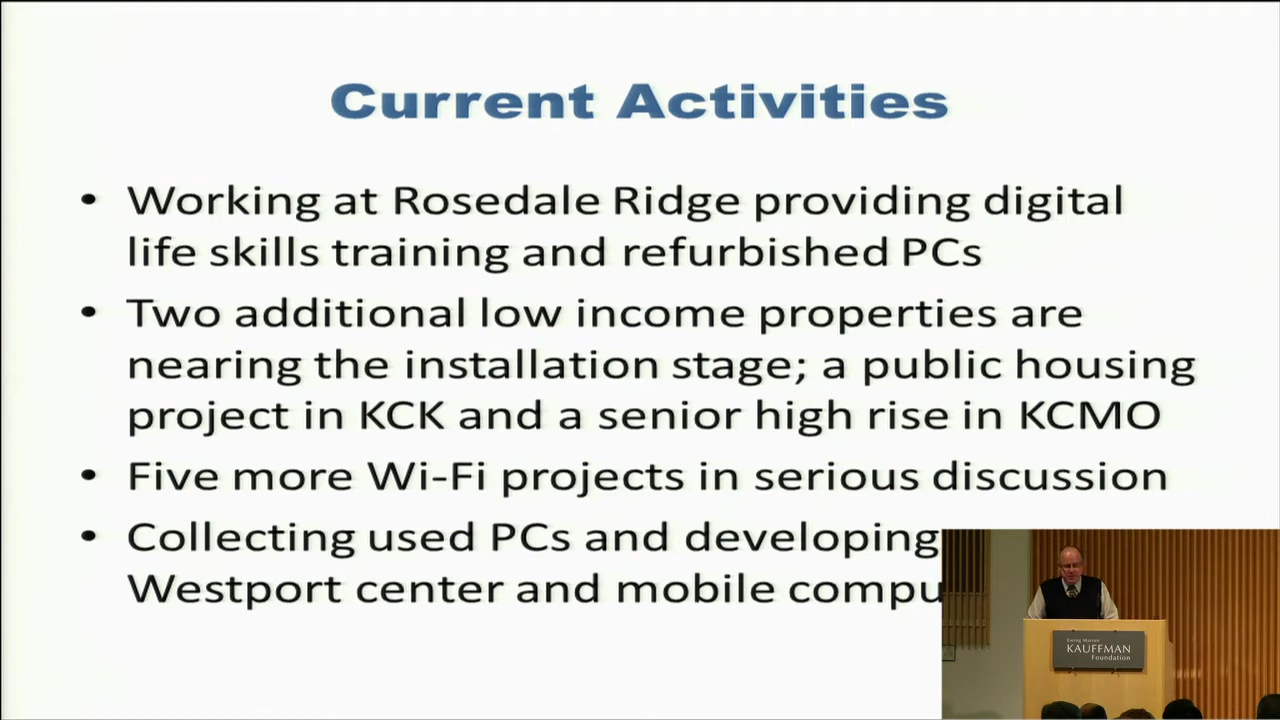 Current Activities
• Working at Rosedale Ridge providing digital
life skills training and refurbished PCs
• Two additional low income properties are
nearing the installation stage; a public housing
project in KCK and a senior high rise in KCMO
• Five more Wi-Fi projects in serious discussion
• Collecting used PCs and developing
Westport center and mobile compu
Ewing Marion
KAUFFMAN
Foundation